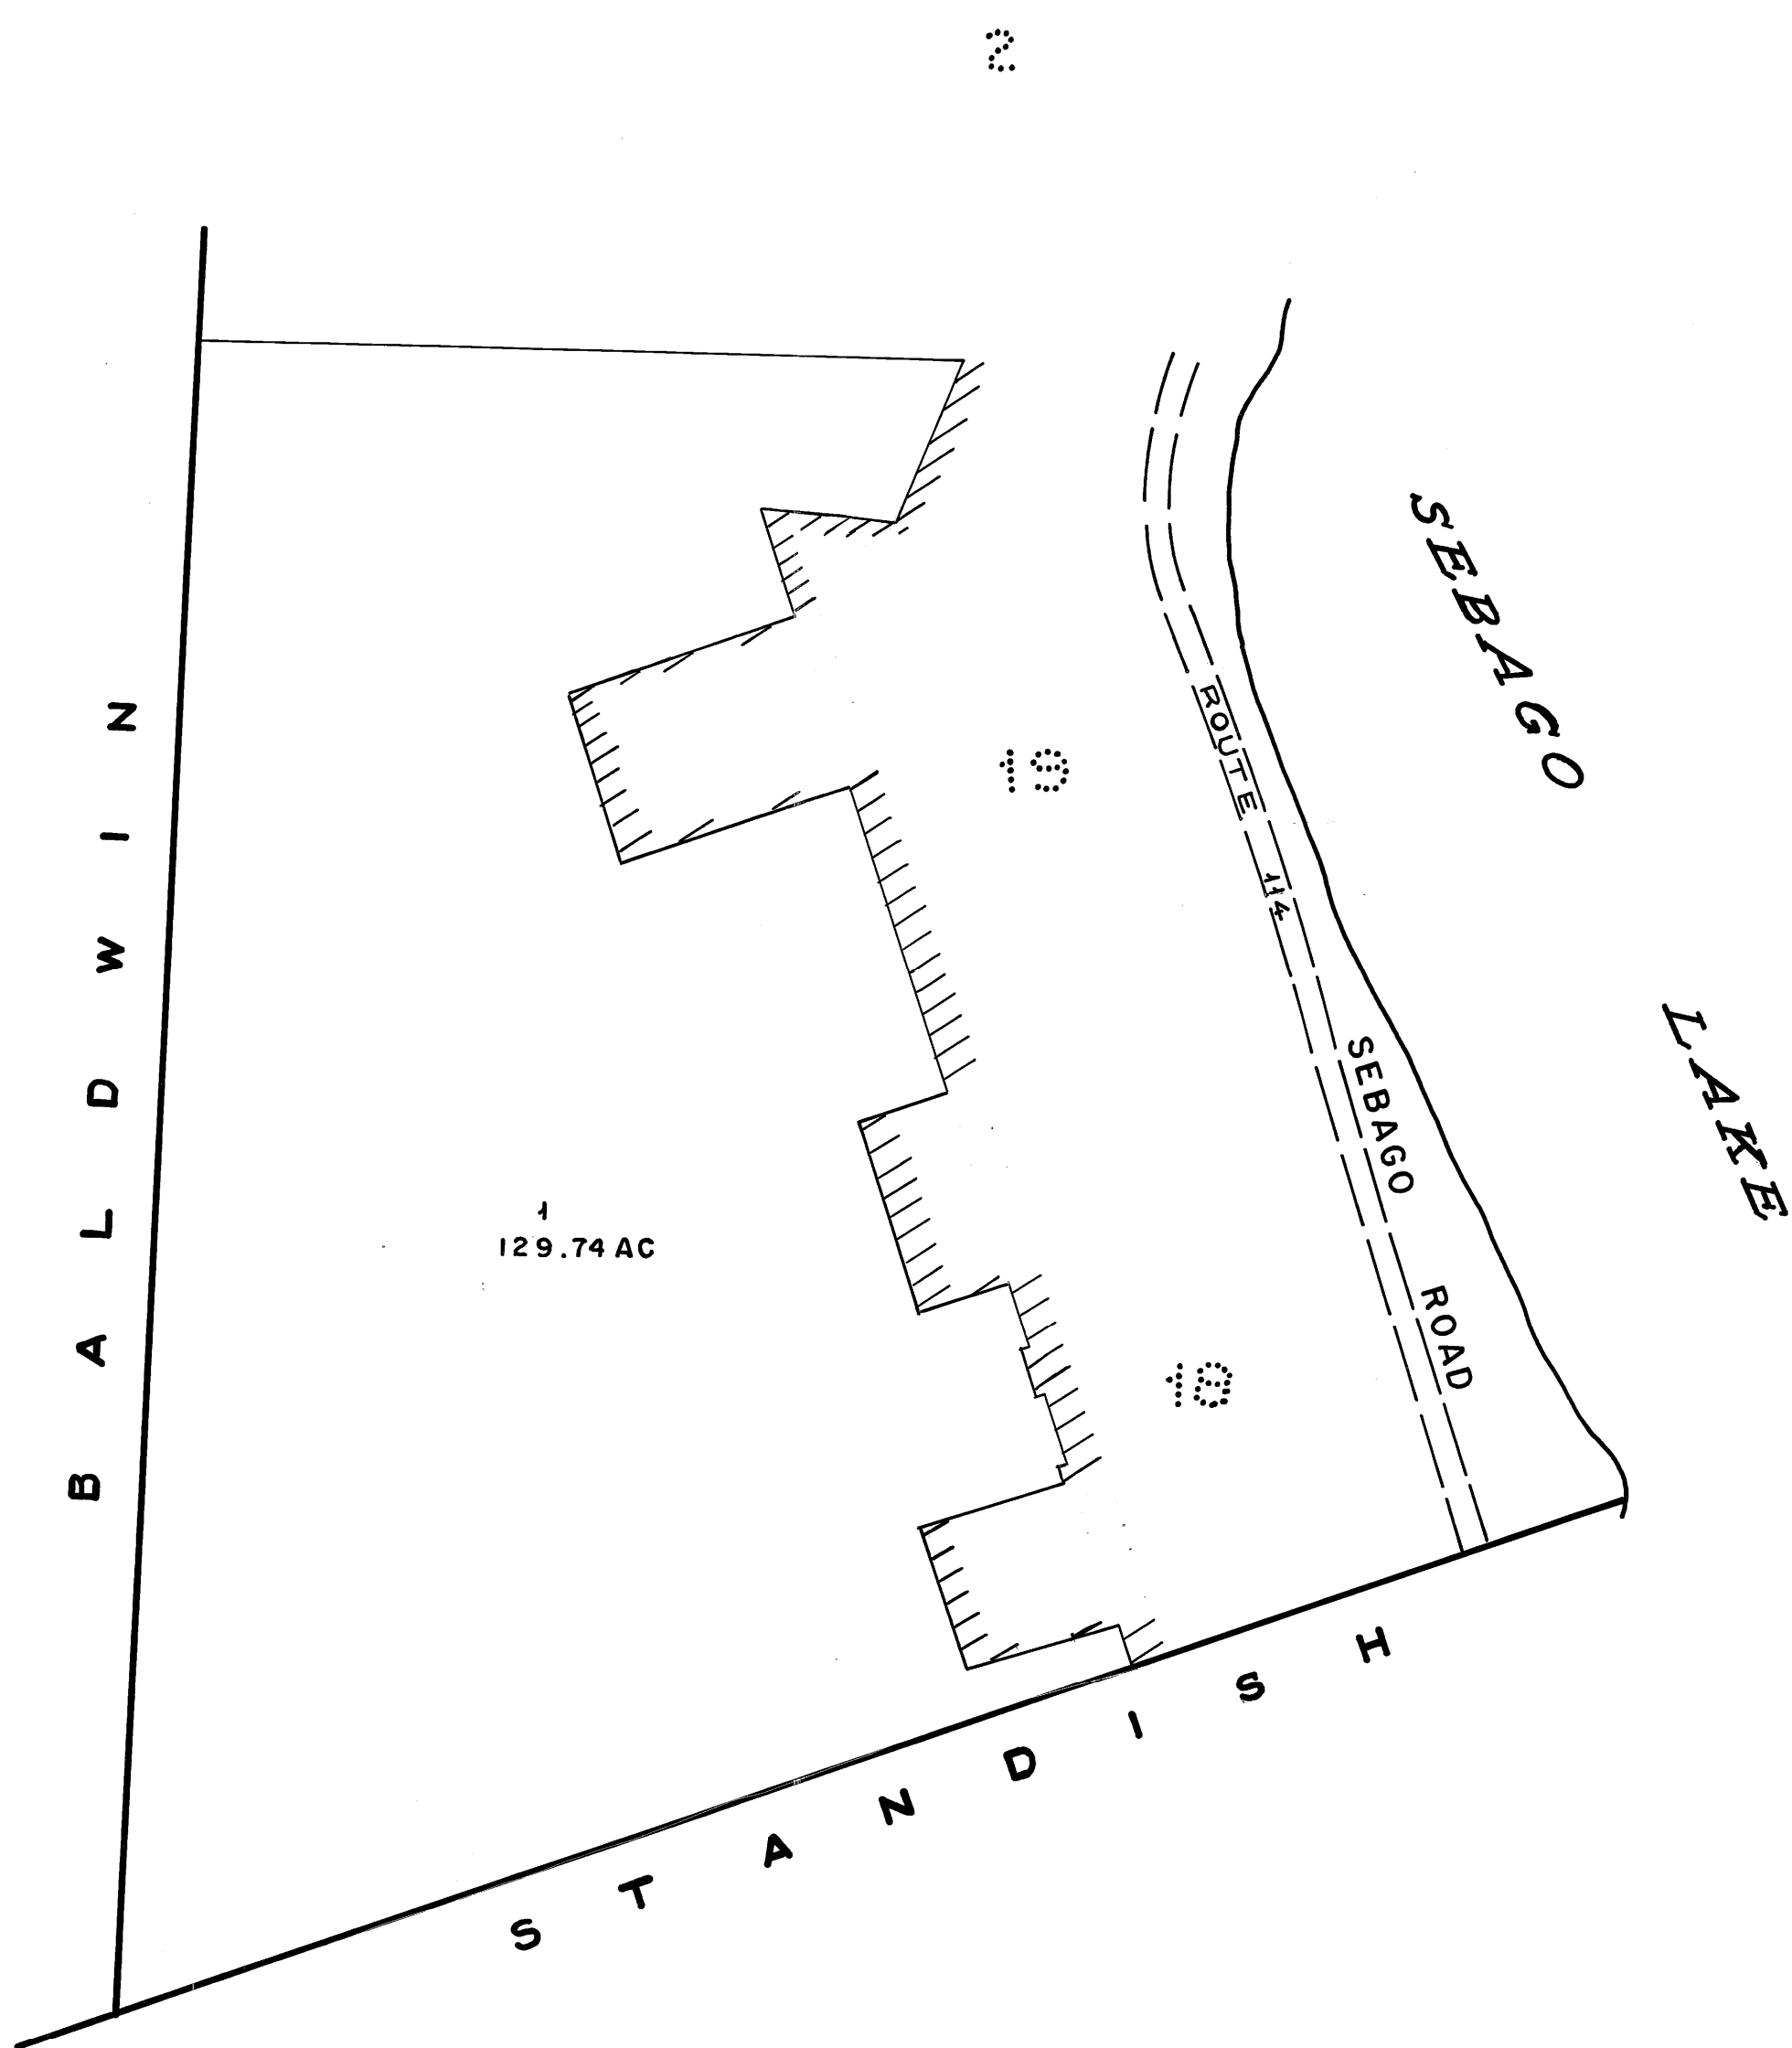 2
SEBAGO LAKE
BALDWIN
19
ROUTE 114
SEBAGO ROAD
1
129.74 AC
18
STANDISH